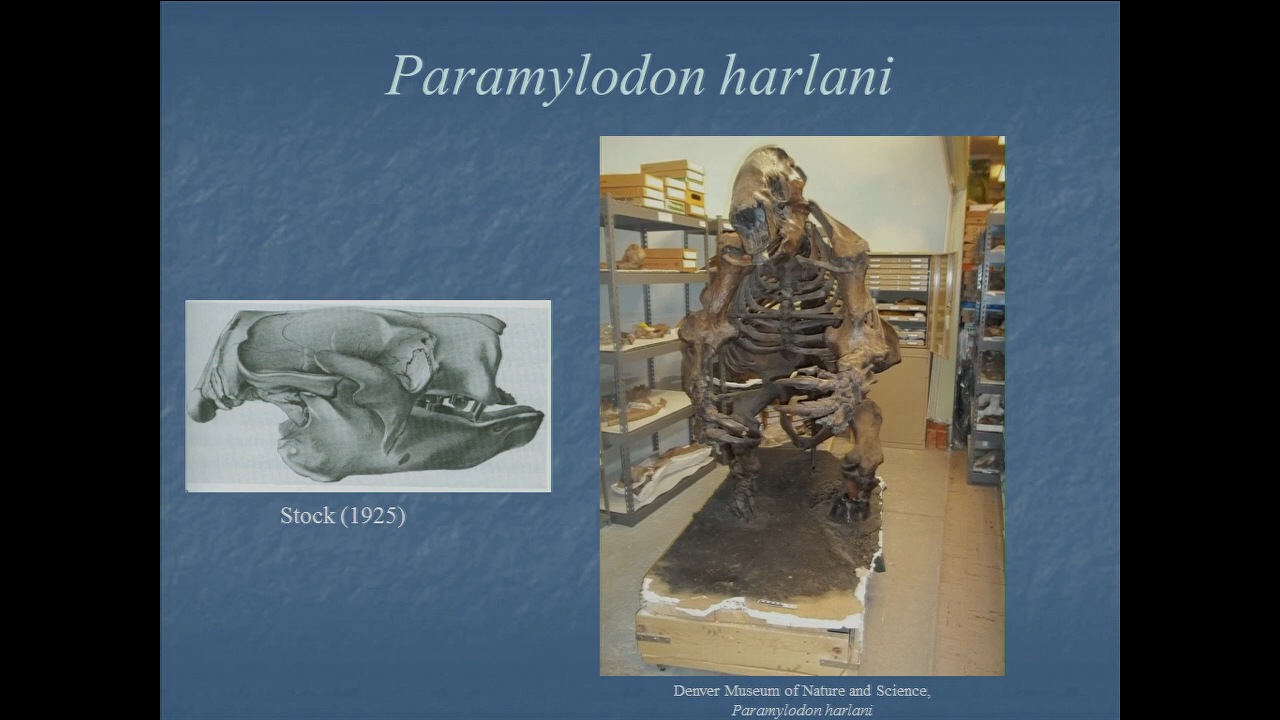 Paramylodon harlani
Stock (1925)
Denver Museum of Nature and Science,
Paramylodon harlani